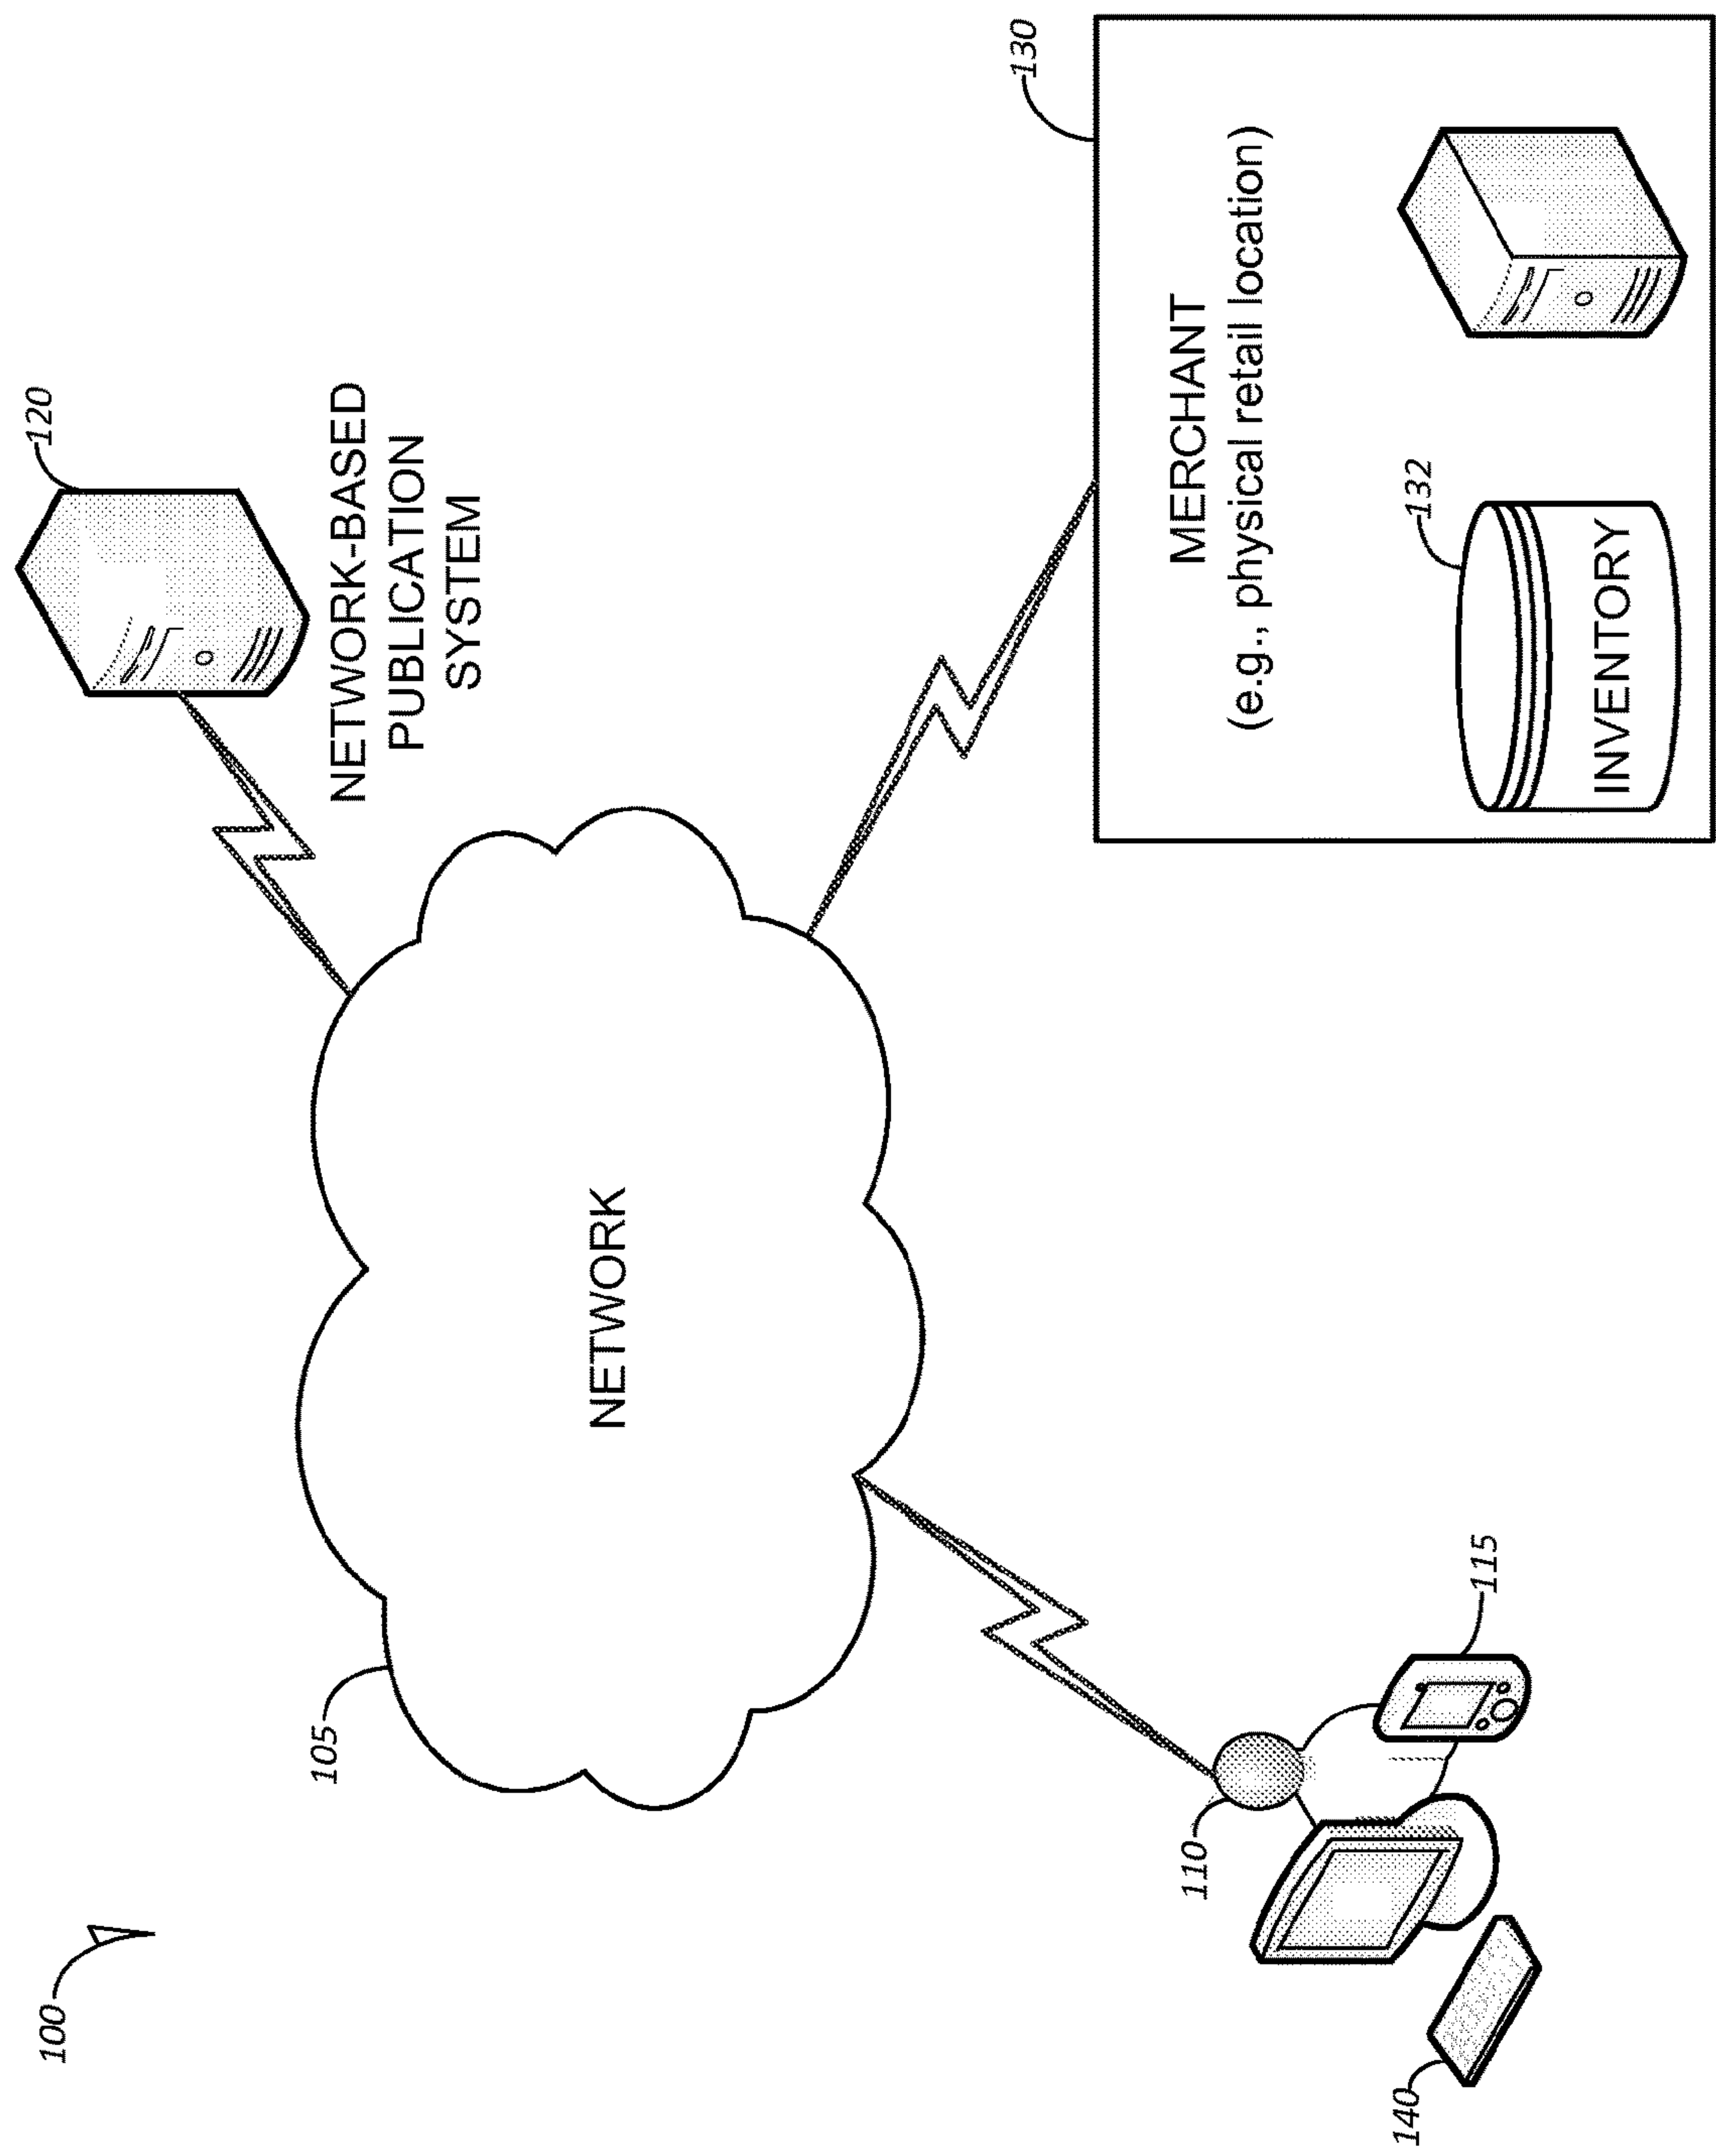 100
105
NETWORK
120
NETWORK-BASED
PUBLICATION
SYSTEM
110
115
140
130
MERCHANT
(e.g., physical retail location)
132
INVENTORY